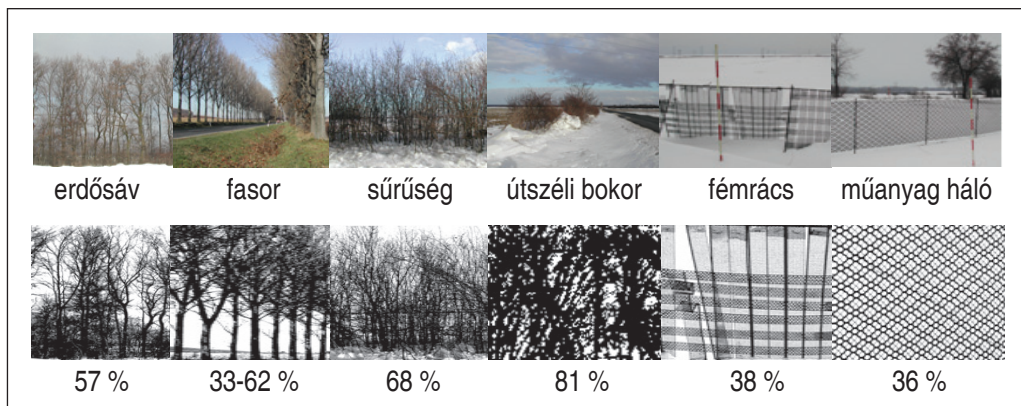 erdősáv fasor sűrűség útszéli bokor fémrács műanyag háló
57 % 33-62 % 68 % 81 % 38 % 36 %